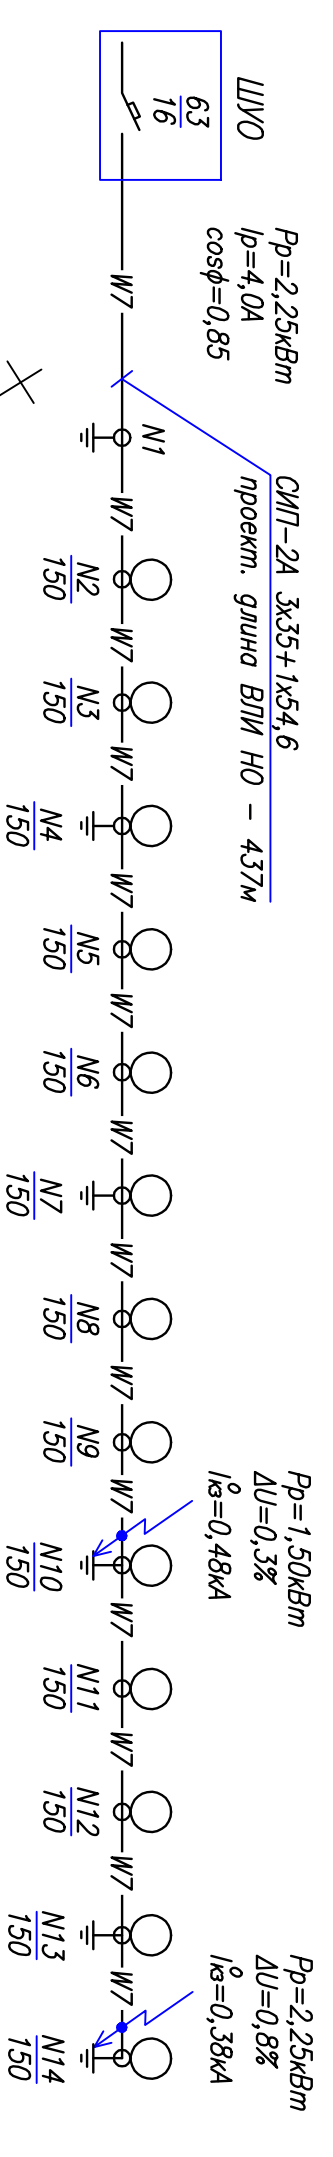 ШУО
63
16
Pp=2,25кВт
Ip=4,0А
cosф=0,85
W7
СИП-2А 3х35+1х54,6
проект. длина ВЛИ НО - 437м
N1
W7
N2
150
W7
N3
150
W7
N4
150
W7
N5
150
W7
N6
150
W7
N7
150
W7
N8
150
W7
N9
150
W7
Pp=1,50кВт
ΔU=0,3%
Iкз°=0,48кА
N10
150
W7
N11
150
W7
N12
150
W7
N13
150
W7
Pp=2,25кВт
ΔU=0,8%
Iкз°=0,38кА
N14
150